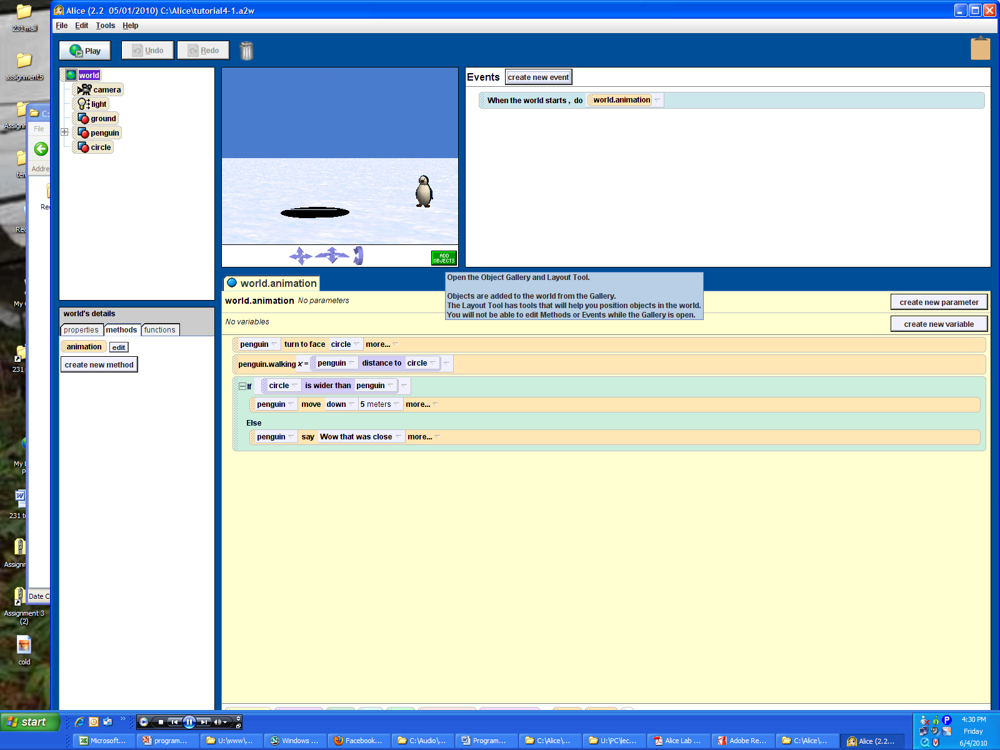 231 mail
assignment5
Assignr
ten
Rec
My
231
My
P
231 t
Assignr
Assignment 3
(2)
cold
C:
File
Addre
Rec
Date C
Alice (2.2 05/01/2010) C:\Alice\tutorial4-1.a2w
File Edit Tools Help
Play Undo Redo
world
camera
light
ground
penguin
circle
ADD
OBJECTS
Events create new event
When the world starts , do world.animation
world's details
properties methods functions
animation edit
create new method
world.animation
Open the Object Gallery and Layout Tool.
Objects are added to the world from the Gallery.
The Layout Tool has tools that will help you position objects in the world.
You will not be able to edit Methods or Events while the Gallery is open.
world.animation No parameters
create new parameter
No variables
create new variable
penguin turn to face circle more...
penguin.walking x = penguin distance to circle
If circle is wider than penguin
penguin move down 5 meters more...
Else
penguin say Wow that was close more...
start
Microsoft... program... U:\www\... Windows ... Facebook... C:\Audio\... Program... C:\Alice\... U:\PC\lec... Alice Lab ... Adobe Re... C:\Alice\... Alice (2.2...
4:30 PM
Friday
6/4/2010